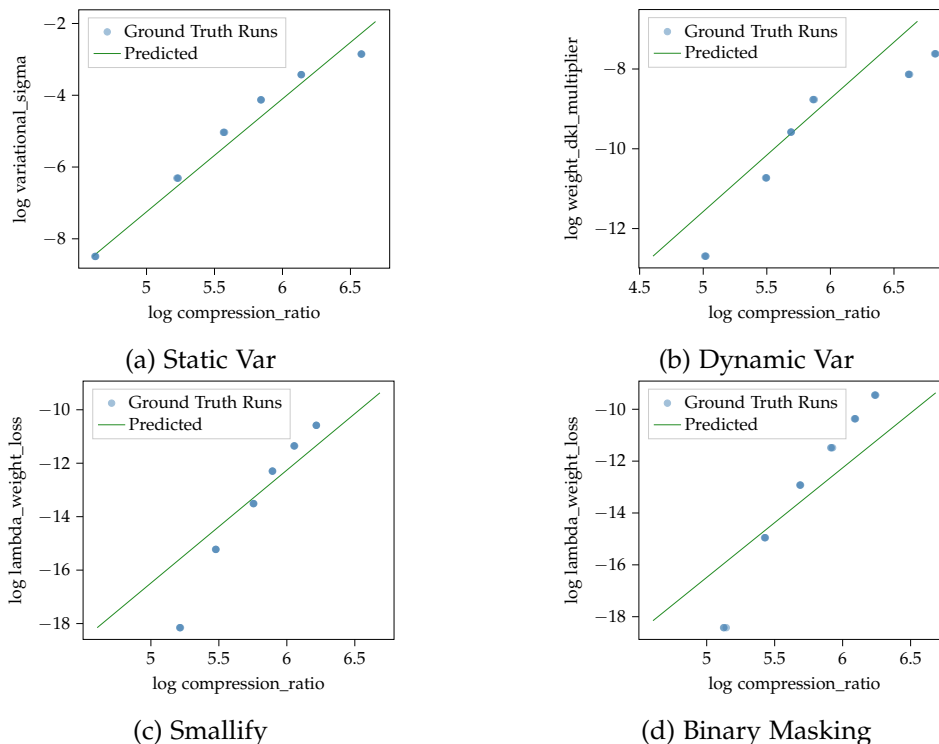 −2
−4
−6
−8
log variational_sigma
Ground Truth Runs
Predicted
5
5.5
6
6.5
log compression_ratio
(a) Static Var
−8
−10
−12
log weight_dkl_multiplier
Ground Truth Runs
Predicted
4.5
5
5.5
6
6.5
log compression_ratio
(b) Dynamic Var
−10
−12
−14
−16
−18
log lambda_weight_loss
Ground Truth Runs
Predicted
5
5.5
6
6.5
log compression_ratio
(c) Smallify
−10
−12
−14
−16
−18
log lambda_weight_loss
Ground Truth Runs
Predicted
5
5.5
6
6.5
log compression_ratio
(d) Binary Masking